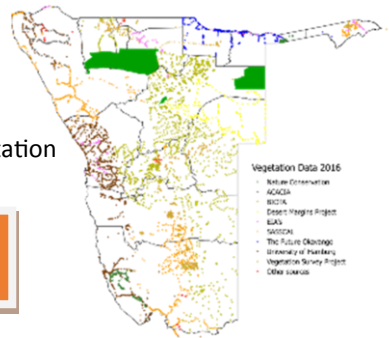 tation
Vegetation Data 2016
Nature Conservation
ACACIA
BIOTA
Desert Margins Project
EIA's
SASSCAL
The Future Okavango
University of Hamburg
Vegetation Survey Project
Other sources